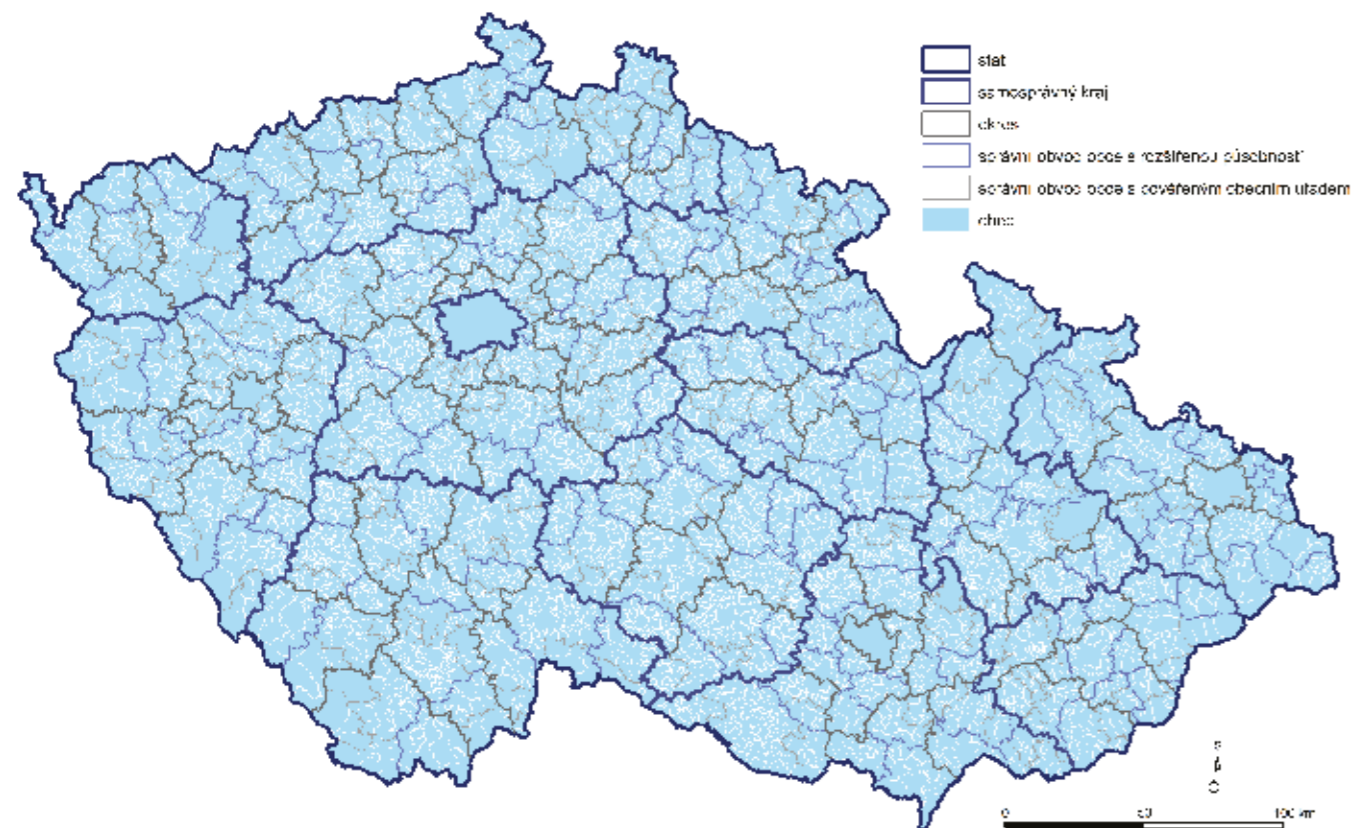 stát
samosprávný kraj
okres
správní obvod obce s rozšířenou působností
správní obvod obce s pověřeným obecním úřadem
obec
0 50 100 km